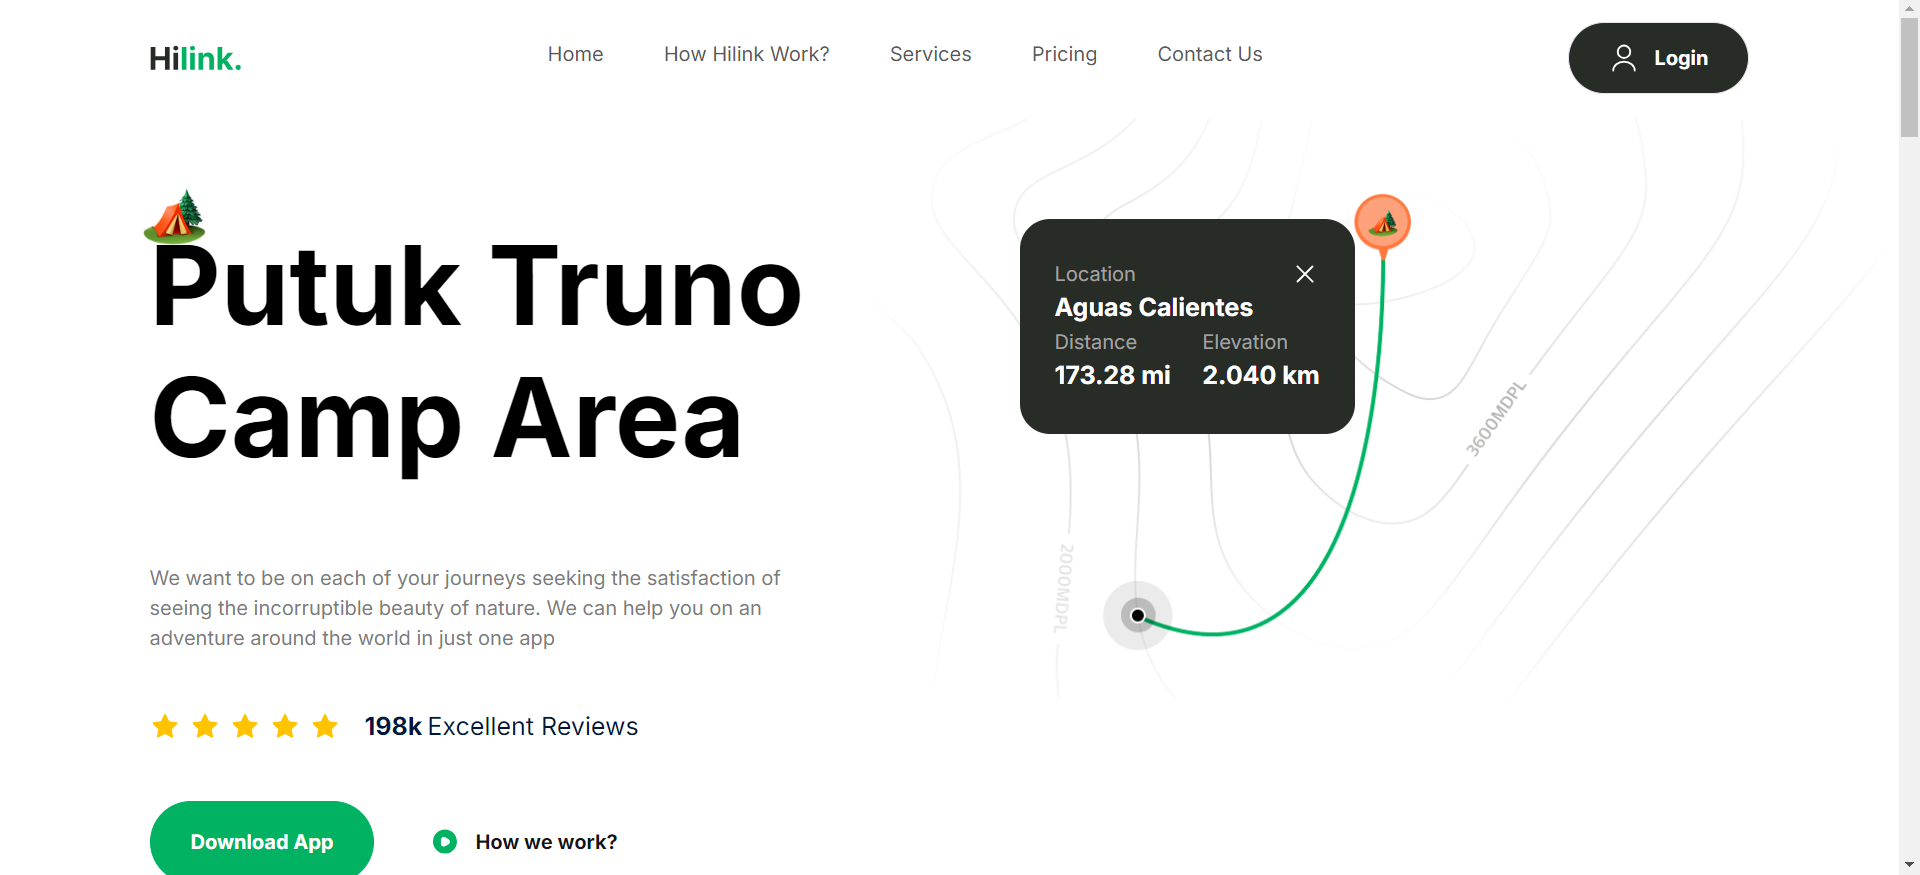 Hilink.
Home
How Hilink Work?
Services
Pricing
Contact Us
Login
Putuk Truno
Camp Area
We want to be on each of your journeys seeking the satisfaction of
seeing the incorruptible beauty of nature. We can help you on an
adventure around the world in just one app
198k Excellent Reviews
Download App
How we work?
Location
Aguas Calientes
Distance Elevation
173.28 mi 2.040 km
3600MDPL
2000MDPL